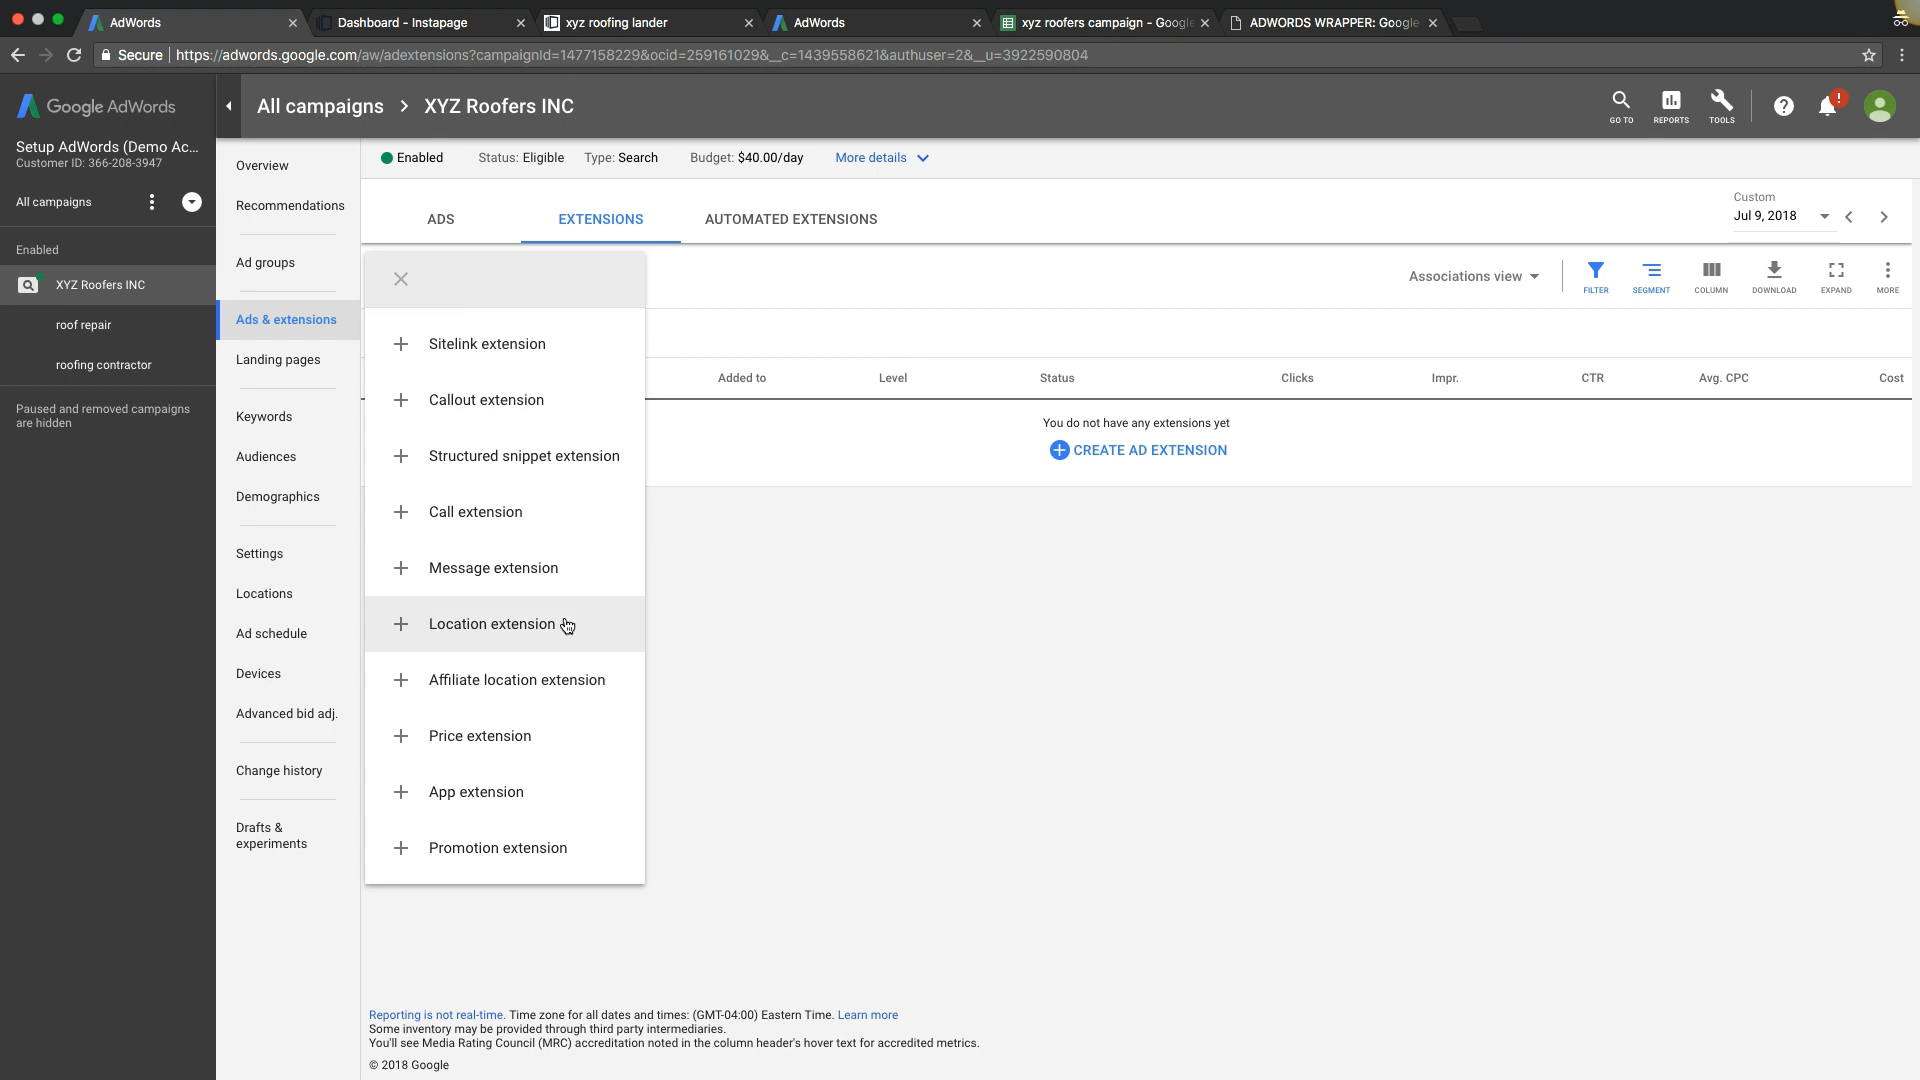 AdWords
Dashboard - Instapage
xyz roofing lander
AdWords
xyz roofers campaign - Google
ADWORDS WRAPPER: Google
Secure
https://adwords.google.com/aw/adextensions?campaignId=1477158229&ocid=259161029&__c=1439558621&authuser=2&__u=3922590804
Google AdWords
All campaigns > XYZ Roofers INC
GO TO
REPORTS
TOOLS
!
Setup AdWords (Demo Ac...
Customer ID: 366-208-3947
All campaigns
Enabled
XYZ Roofers INC
roof repair
roofing contractor
Paused and removed campaigns
are hidden
Overview
Recommendations
Ad groups
Ads & extensions
Landing pages
Keywords
Audiences
Demographics
Settings
Locations
Ad schedule
Devices
Advanced bid adj.
Change history
Drafts &
experiments
Enabled
Status: Eligible
Type: Search
Budget: $40.00/day
More details
ADS
EXTENSIONS
AUTOMATED EXTENSIONS
Custom
Jul 9, 2018
Associations view
FILTER
SEGMENT
COLUMN
DOWNLOAD
EXPAND
MORE
Sitelink extension
Callout extension
Structured snippet extension
Call extension
Message extension
Location extension
Affiliate location extension
Price extension
App extension
Promotion extension
Added to
Level
Status
Clicks
Impr.
CTR
Avg. CPC
Cost
You do not have any extensions yet
CREATE AD EXTENSION
Reporting is not real-time. Time zone for all dates and times: (GMT-04:00) Eastern Time. Learn more
Some inventory may be provided through third party intermediaries.
You'll see Media Rating Council (MRC) accreditation noted in the column header's hover text for accredited metrics.
© 2018 Google